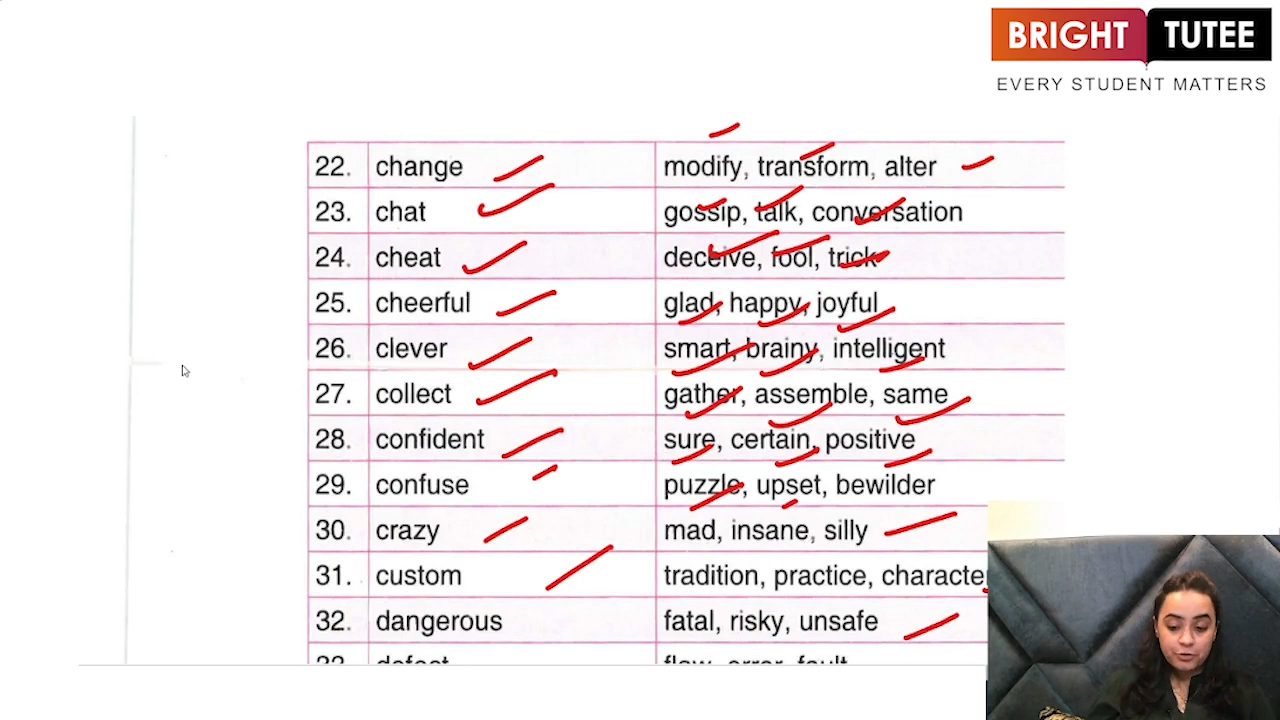 BRIGHT TUTEE
EVERY STUDENT MATTERS
22. change modify, transform, alter
23. chat gossip, talk, conversation
24. cheat deceive, fool, trick
25. cheerful glad, happy, joyful
26. clever smart, brainy, intelligent
27. collect gather, assemble, same
28. confident sure, certain, positive
29. confuse puzzle, upset, bewilder
30. crazy mad, insane, silly
31. custom tradition, practice,
32. dangerous fatal, risky, unsafe